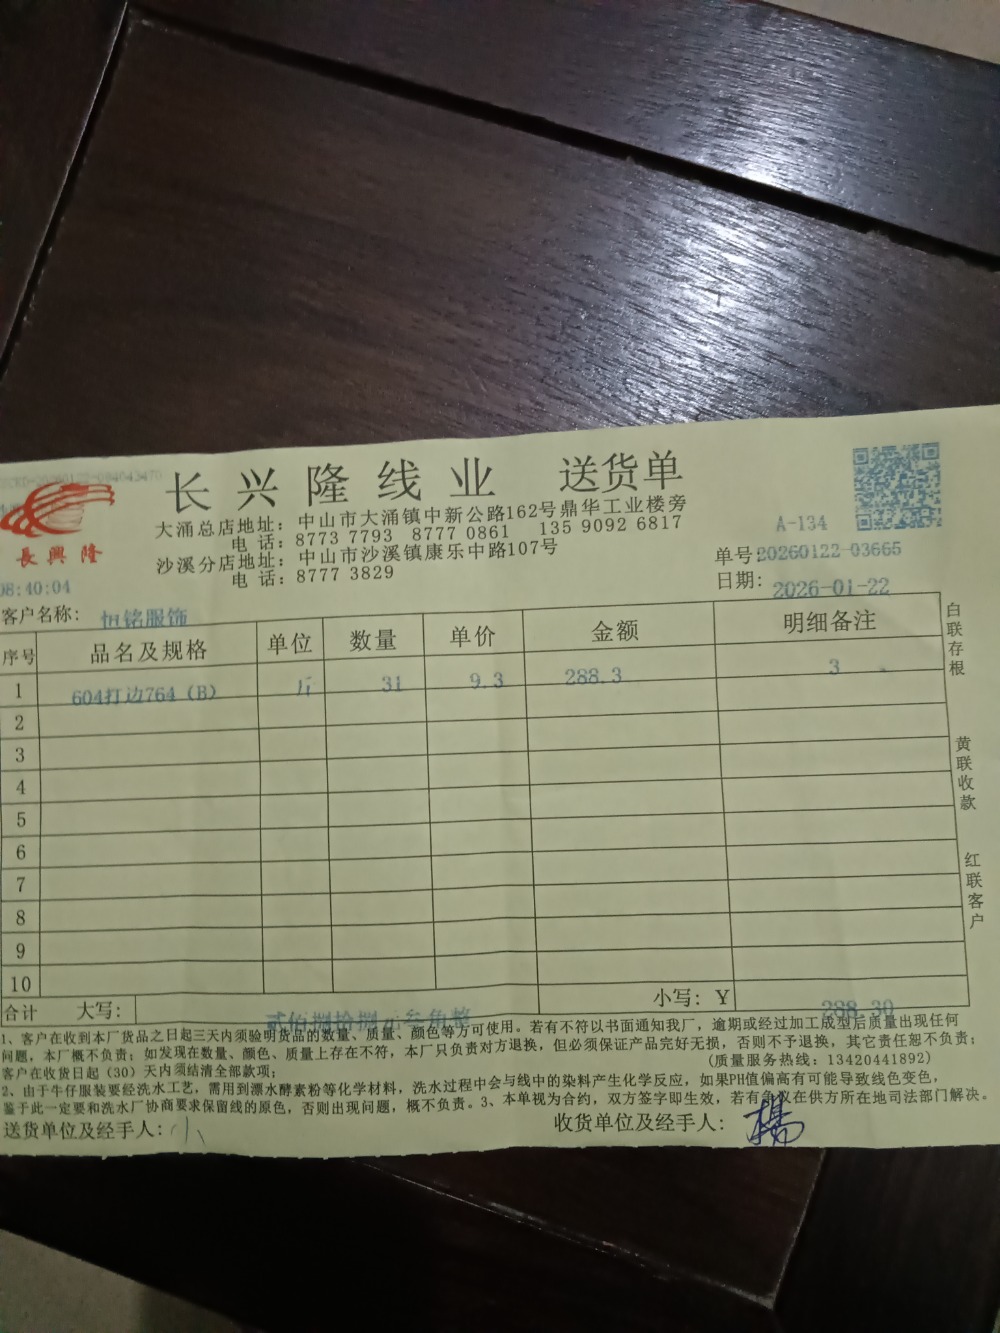 长兴隆线业 送货单
長興隆
大涌总店地址：中山市大涌镇中新公路162号鼎华工业楼旁
电 话：8773 7793 8777 0861 135 9092 6817
沙溪分店地址：中山市沙溪镇康乐中路107号
电 话：8777 3829
A-134
单号：20260122-03665
日期：2026-01-22
08:40:04
客户名称：恒铭服饰
序号 品名及规格 单位 数量 单价 金额 明细备注
1 604打边764（B） 斤 31 9.3 288.3 3
2
3
4
5
6
7
8
9
10
合计 大写：贰佰捌拾捌元叁角整 小写：Y 288.30
白联存根
黄联收款
红联客户
1、客户在收到本厂货品之日起三天内须验明货品的数量、质量、颜色等方可使用。若有不符以书面通知我厂，逾期或经过加工成型后质量出现任何
问题，本厂概不负责；如发现在数量、颜色、质量上存在不符，本厂只负责对方退换，但必须保证产品完好无损，否则不予退换，其它责任恕不负责；
客户在收货日起（30）天内须结清全部款项；（质量服务热线：13420441892）
2、由于牛仔服装要经洗水工艺，需用到漂水酵素粉等化学材料，洗水过程中会与线中的染料产生化学反应，如果PH值偏高有可能导致线色变色，
鉴于此一定要和洗水厂协商要求保留线的原色，否则出现问题，概不负责。3、本单视为合约，双方签字即生效，若有争议在供方所在地司法部门解决。
送货单位及经手人： 收货单位及经手人：楊